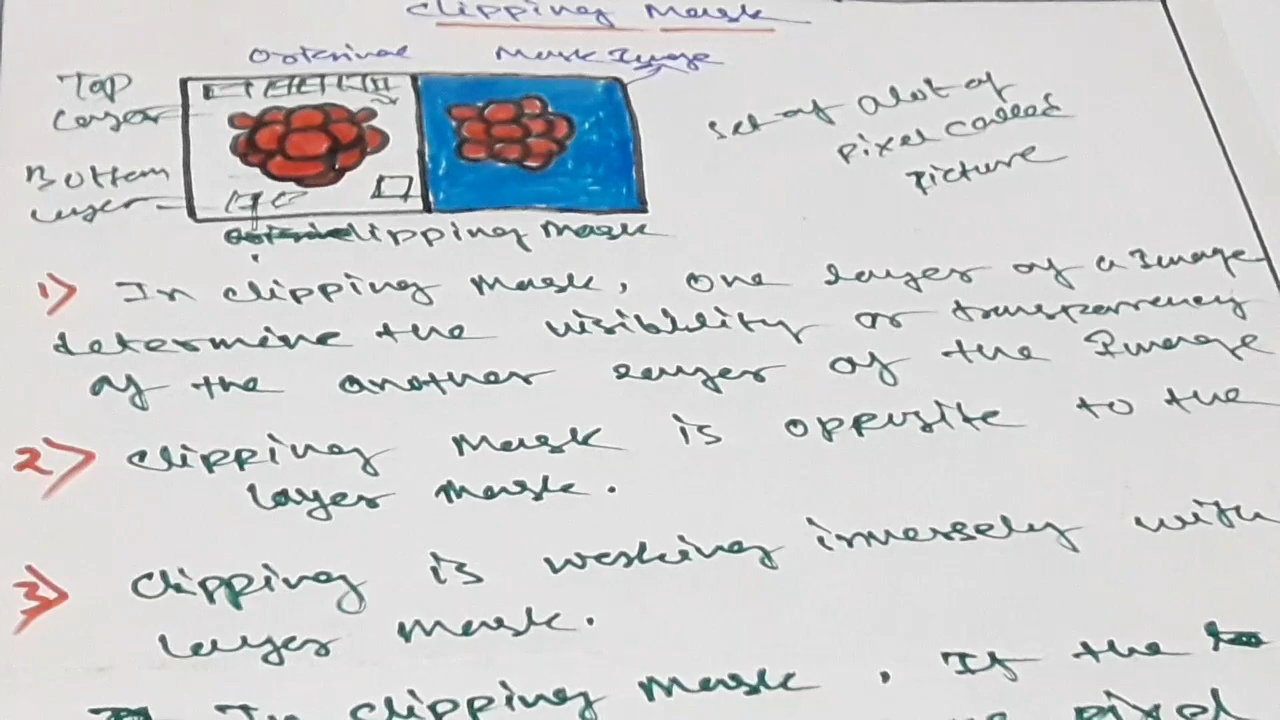 Clipping Mask
Original Mask Image
Top
Layer
Bottom
Layer
Set of a lot of
pixel called
picture
Clipping Mask
1) In clipping mask, one layer of a Image
determine the visibility or transparency
of the another layer of the Image
2) Clipping Mask is opposite to the
layer mask.
3) Clipping is working inversely with
layer mask.
In clipping mask, If the
pixel